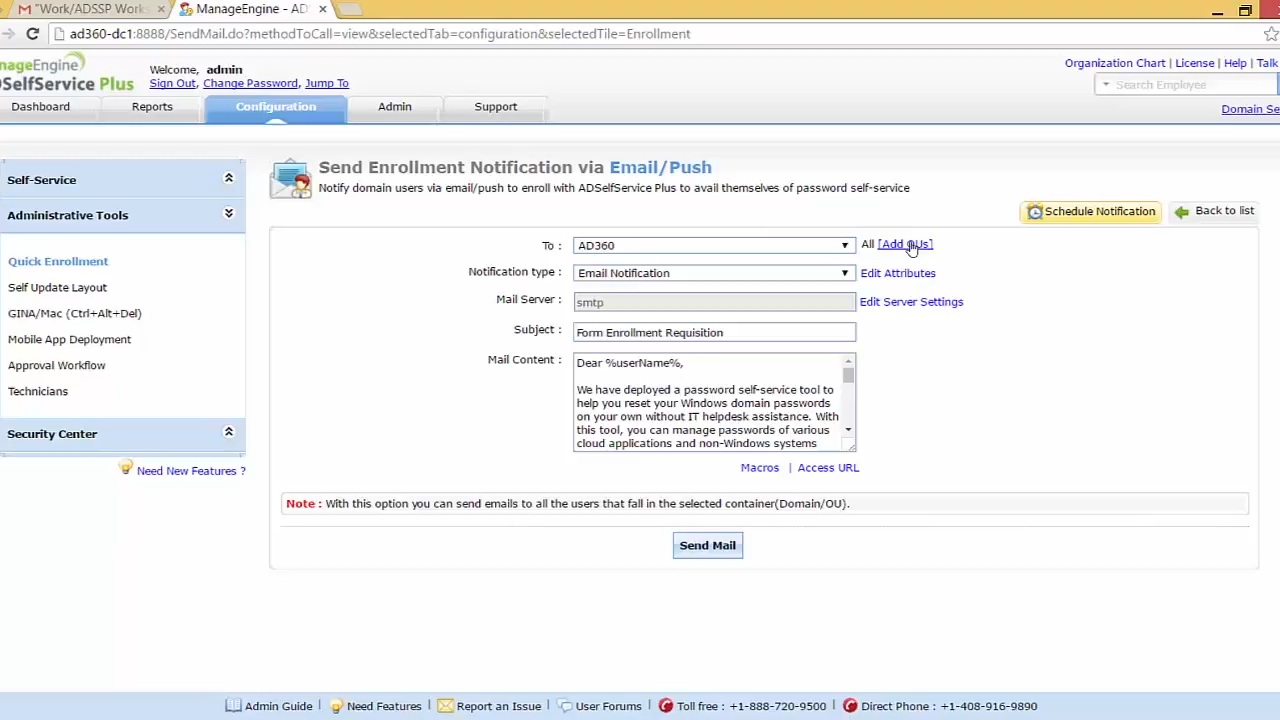 "Work/ADSSP Works ×
ManageEngine - AD ×
ad360-dc1:8888/SendMail.do?methodToCall=view&selectedTab=configuration&selectedTile=Enrollment
nageEngine
DSelfService Plus
Welcome, admin
Sign Out, Change Password, Jump To
Organization Chart | License | Help | Talk
Search Employee
Domain Se
Dashboard
Reports
Configuration
Admin
Support
Self-Service
Administrative Tools
Quick Enrollment
Self Update Layout
GINA/Mac (Ctrl+Alt+Del)
Mobile App Deployment
Approval Workflow
Technicians
Security Center
Need New Features ?
Send Enrollment Notification via Email/Push
Notify domain users via email/push to enroll with ADSelfService Plus to avail themselves of password self-service
Schedule Notification
Back to list
To : AD360 All [Add OUs]
Notification type : Email Notification Edit Attributes
Mail Server : smtp Edit Server Settings
Subject : Form Enrollment Requisition
Mail Content : Dear %userName%,
We have deployed a password self-service tool to
help you reset your Windows domain passwords
on your own without IT helpdesk assistance. With
this tool, you can manage passwords of various
cloud applications and non-Windows systems
Macros | Access URL
Note : With this option you can send emails to all the users that fall in the selected container(Domain/OU).
Send Mail
Admin Guide | Need Features | Report an Issue | User Forums | Toll free : +1-888-720-9500 | Direct Phone : +1-408-916-9890